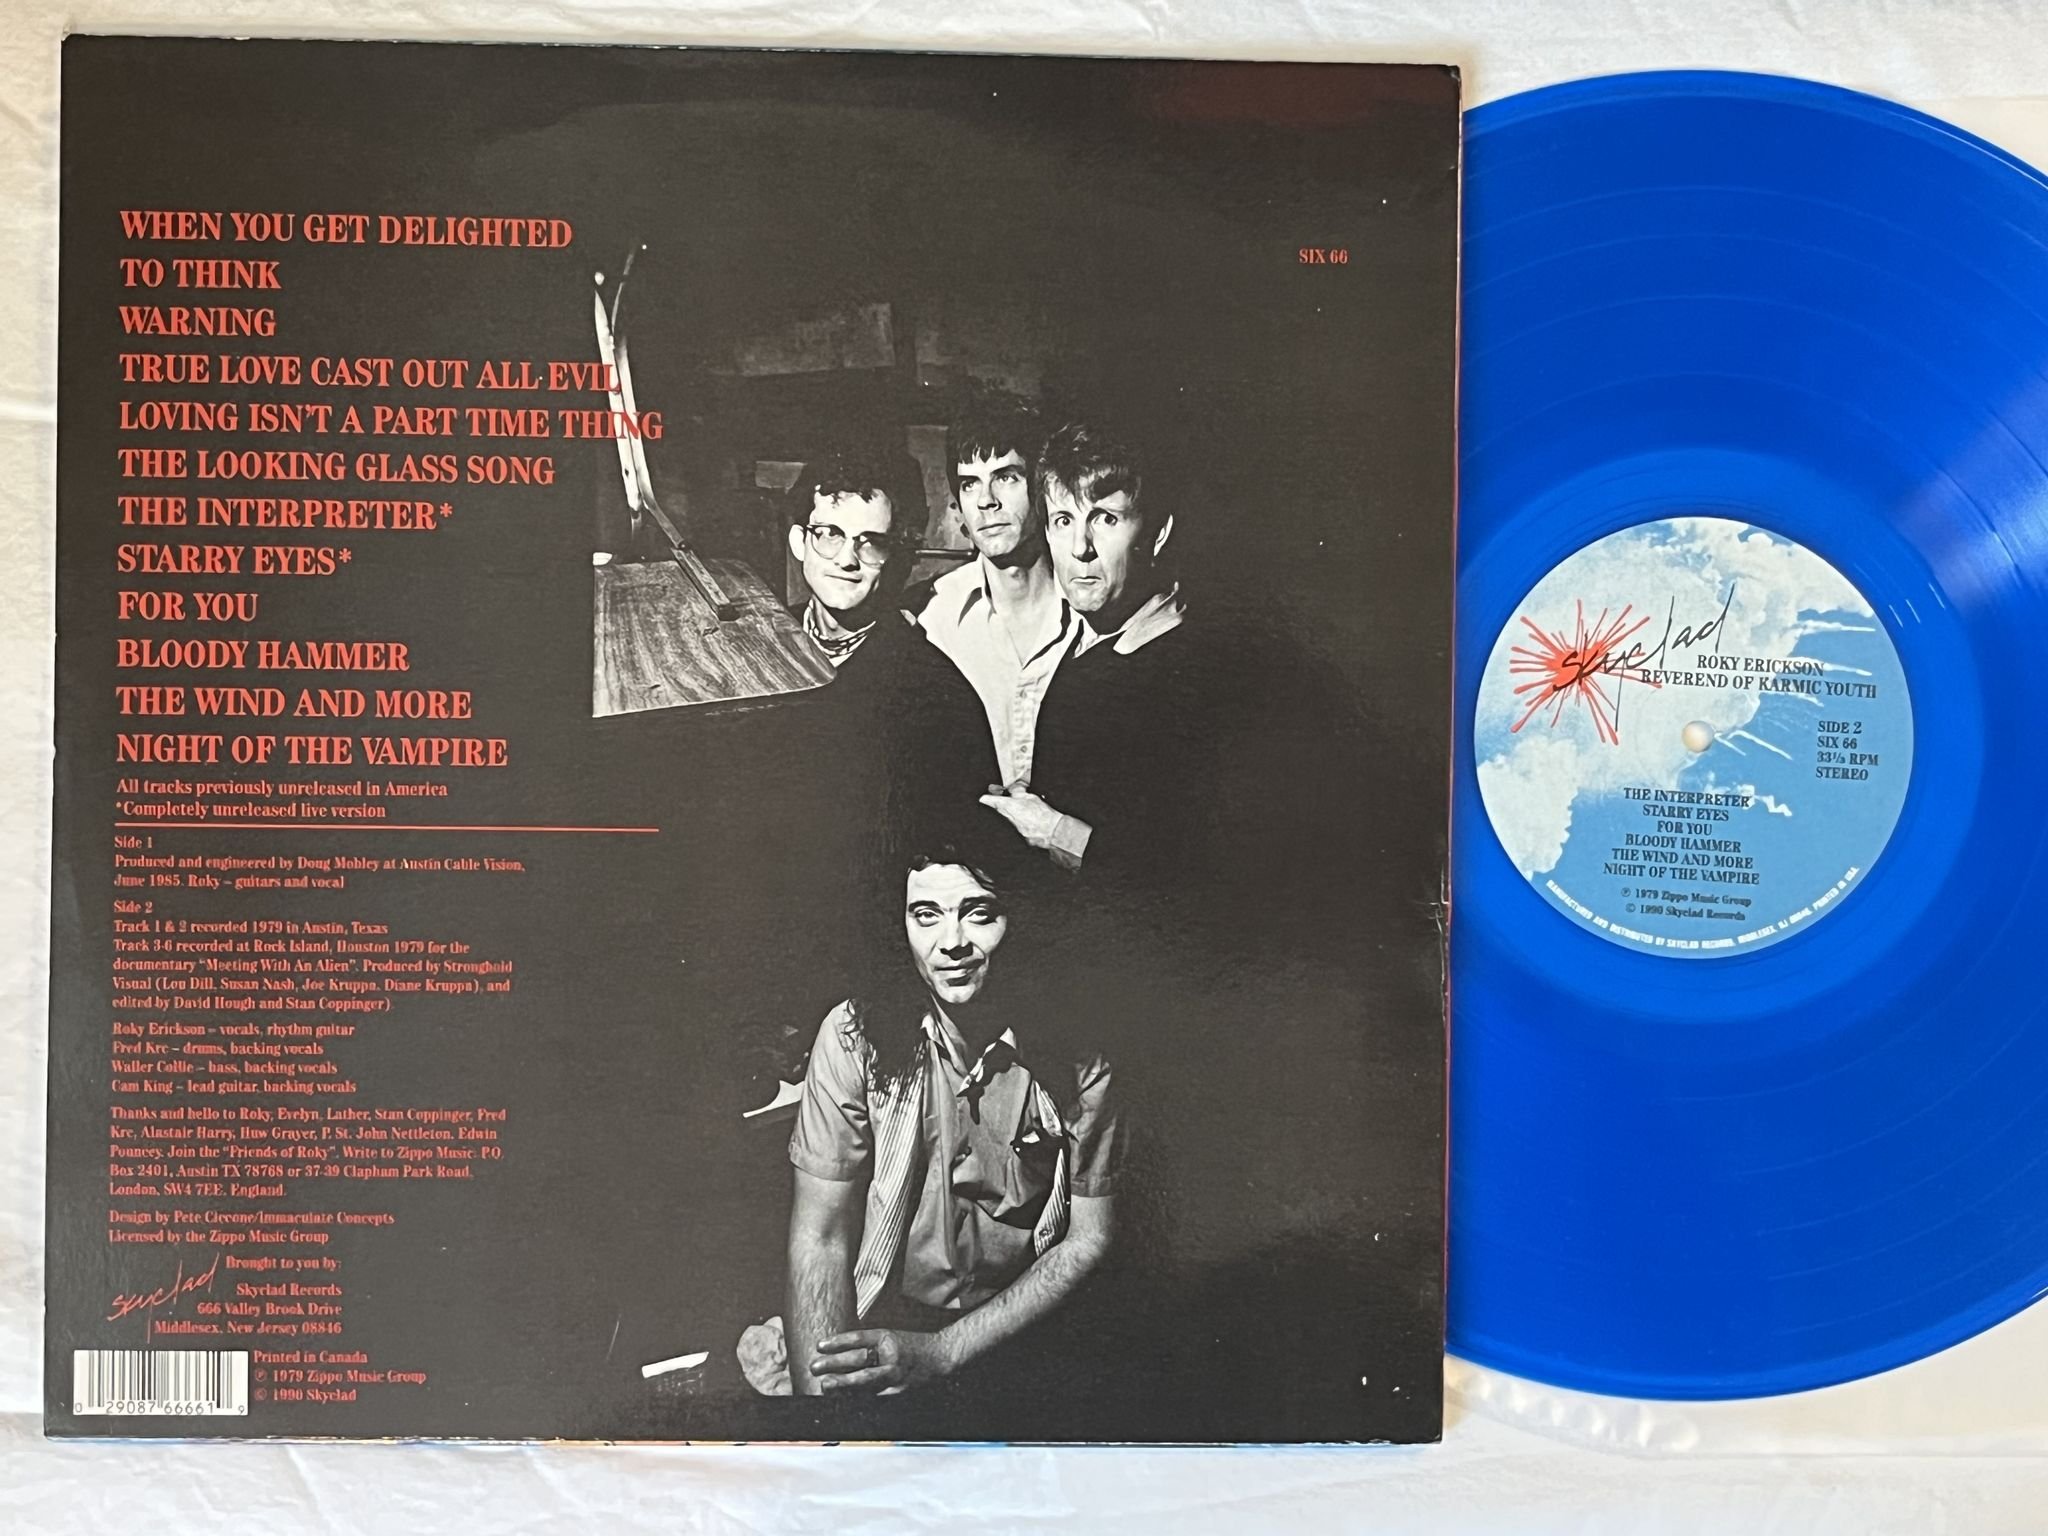 WHEN YOU GET DELIGHTED
TO THINK
WARNING
TRUE LOVE CAST OUT ALL EVIL
LOVING ISN'T A PART TIME THING
THE LOOKING GLASS SONG
THE INTERPRETER*
STARRY EYES*
FOR YOU
BLOODY HAMMER
THE WIND AND MORE
NIGHT OF THE VAMPIRE
All tracks previously unreleased in America
*Completely unreleased live version
Side 1
Produced and engineered by Doug Mobley at Austin Cable Vision,
June 1985. Roky – guitars and vocal
Side 2
Track 1 & 2 recorded 1979 in Austin, Texas
Track 3-6 recorded at Rock Island, Houston 1979 for the
documentary "Meeting With An Alien". Produced by Stronghold
Visual (Lou Dill, Susan Nash, Joe Kruppa, Diane Kruppa), and
edited by David Hough and Stan Coppinger).
Roky Erickson – vocals, rhythm guitar
Fred Krc – drums, backing vocals
Waller Collie – bass, backing vocals
Cam King – lead guitar, backing vocals
Thanks and hello to Roky, Evelyn, Lather, Stan Coppinger, Fred
Krc, Alastair Harry, Huw Grayer, P. St. John Nettleton, Edwin
Pouncey. Join the "Friends of Roky". Write to Zippo Music: P.O.
Box 2401, Austin TX 78768 or 37-39 Clapham Park Road,
London, SW4 7EE, England.
Design by Pete Ciccone/Immaculate Concepts
Licensed by the Zippo Music Group
skyclad
Brought to you by:
Skyclad Records
666 Valley Brook Drive
Middlesex, New Jersey 08846
Printed in Canada
℗ 1979 Zippo Music Group
© 1990 Skyclad
0 29087 66661 9
SIX 66
skyclad
ROKY ERICKSON
REVEREND OF KARMIC YOUTH
SIDE 2
SIX 66
33⅓ RPM
STEREO
THE INTERPRETER
STARRY EYES
FOR YOU
BLOODY HAMMER
THE WIND AND MORE
NIGHT OF THE VAMPIRE
℗ 1979 Zippo Music Group
© 1990 Skyclad Records
MANUFACTURED AND DISTRIBUTED BY SKYCLAD RECORDS, MIDDLESEX, NJ 08846. PRINTED IN U.S.A.